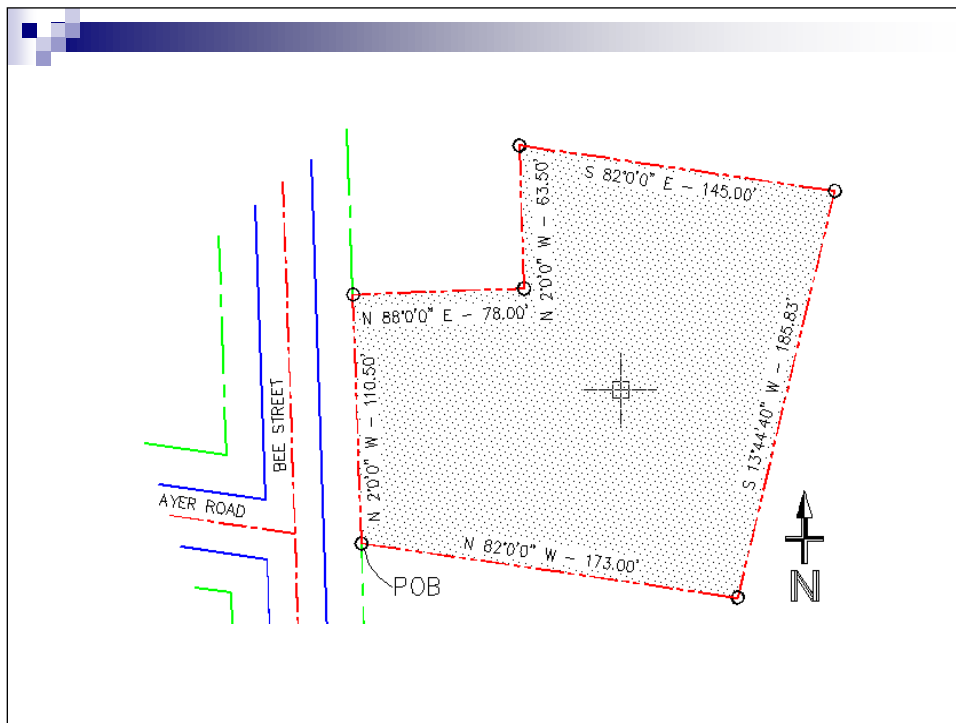 S 82°0'0" E - 145.00'
N 2°0'0" W - 63.50'
N 88°0'0" E - 78.00'
S 13°44'40" W - 185.83'
N 2°0'0" W - 110.50'
BEE STREET
AYER ROAD
N 82°0'0" W - 173.00'
POB
N